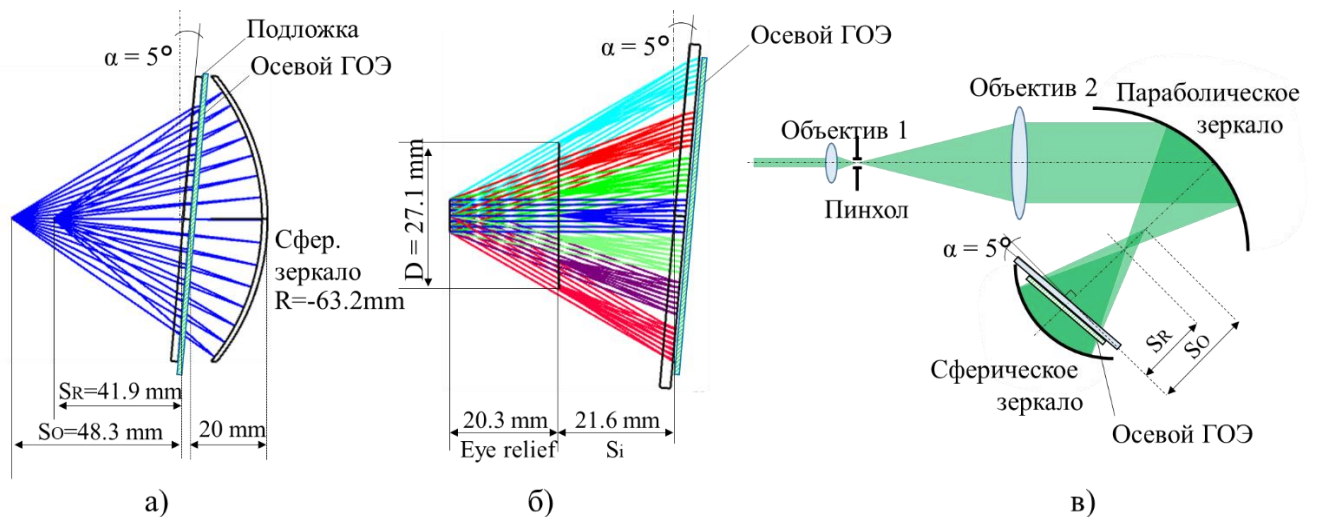 Подложка
α = 5°
Осевой ГОЭ
Сфер.
зеркало
R=-63.2mm
SR=41.9 mm
SO=48.3 mm
20 mm
а)
α = 5°
Осевой ГОЭ
D = 27.1 mm
20.3 mm
21.6 mm
Eye relief
Si
б)
Объектив 2
Параболическое
зеркало
Объектив 1
Пинхол
α = 5°
SR
SO
Сферическое
зеркало
Осевой ГОЭ
в)